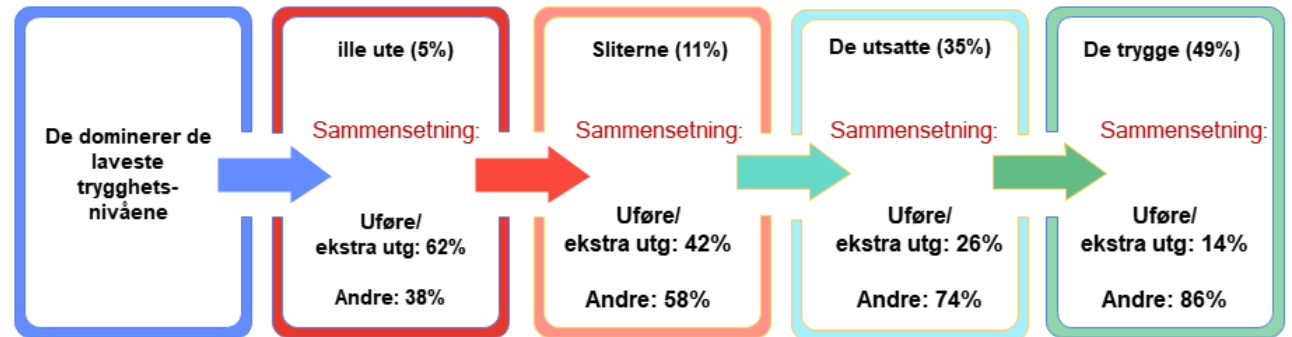 De dominerer de
laveste
trygghets-
nivåene
ille ute (5%)
Sammensetning:
Uføre/
ekstra utg: 62%
Andre: 38%
Sliterne (11%)
Sammensetning:
Uføre/
ekstra utg: 42%
Andre: 58%
De utsatte (35%)
Sammensetning:
Uføre/
ekstra utg: 26%
Andre: 74%
De trygge (49%)
Sammensetning:
Uføre/
ekstra utg: 14%
Andre: 86%